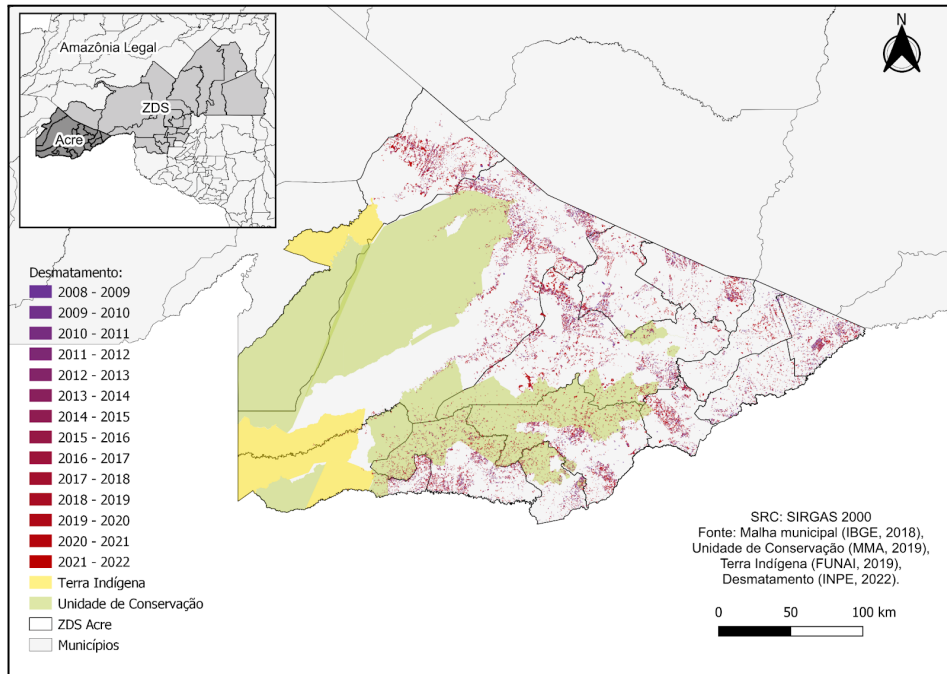 Amazônia Legal
ZDS
Acre
N
Desmatamento:
2008 - 2009
2009 - 2010
2010 - 2011
2011 - 2012
2012 - 2013
2013 - 2014
2014 - 2015
2015 - 2016
2016 - 2017
2017 - 2018
2018 - 2019
2019 - 2020
2020 - 2021
2021 - 2022
Terra Indígena
Unidade de Conservação
ZDS Acre
Municípios
SRC: SIRGAS 2000
Fonte: Malha municipal (IBGE, 2018),
Unidade de Conservação (MMA, 2019),
Terra Indígena (FUNAI, 2019),
Desmatamento (INPE, 2022).
0 50 100 km